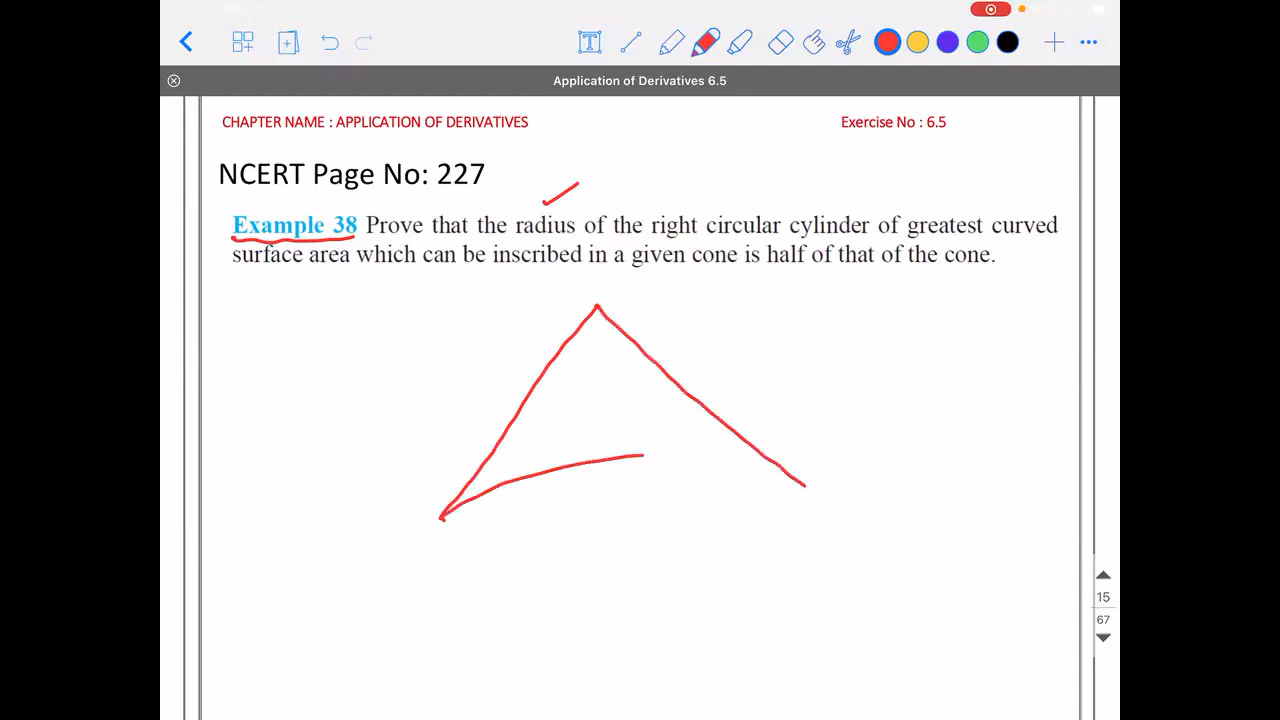 Application of Derivatives 6.5
CHAPTER NAME : APPLICATION OF DERIVATIVES
Exercise No : 6.5
NCERT Page No: 227
Example 38 Prove that the radius of the right circular cylinder of greatest curved
surface area which can be inscribed in a given cone is half of that of the cone.
15
67